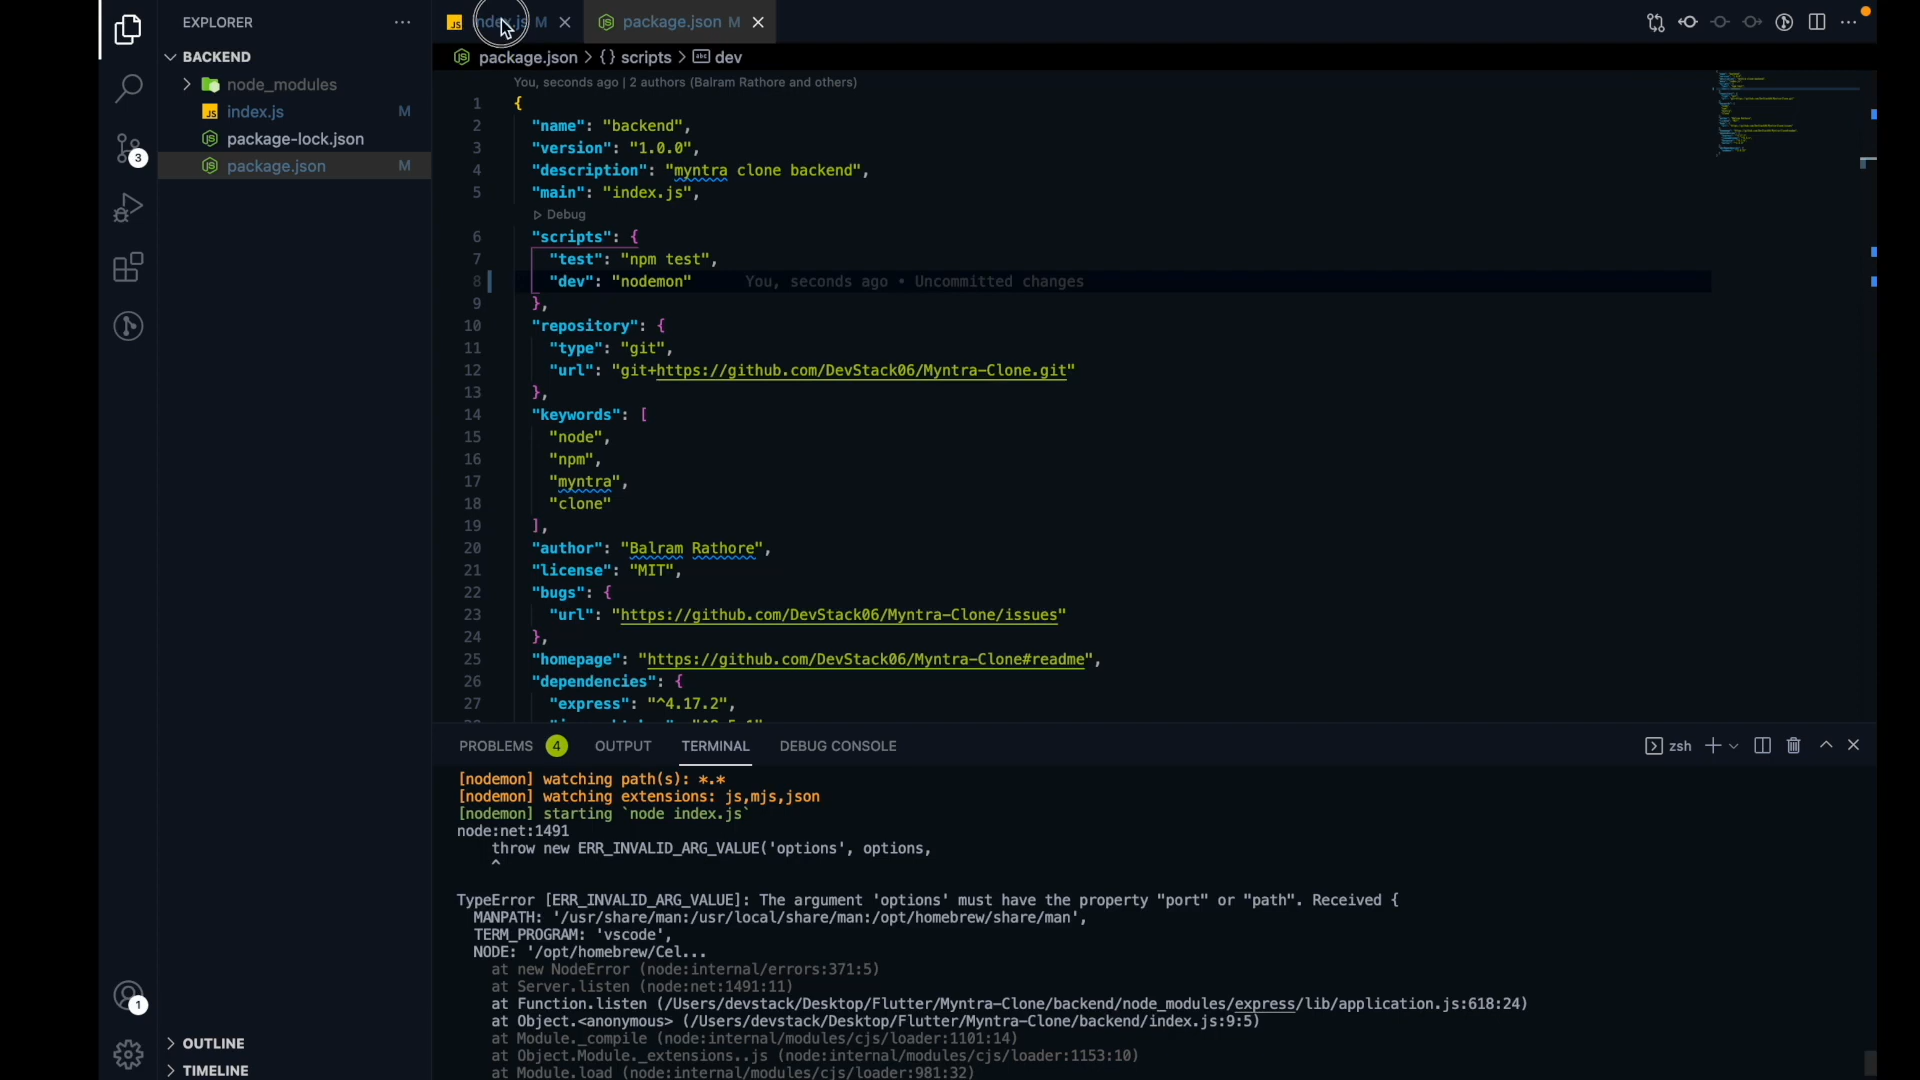 EXPLORER
BACKEND
node_modules
index.js M
package-lock.json
package.json M
3
1
OUTLINE
TIMELINE
JS index.js M
package.json M
package.json > {} scripts > abc dev
You, seconds ago | 2 authors (Balram Rathore and others)
1 {
2 "name": "backend",
3 "version": "1.0.0",
4 "description": "myntra clone backend",
5 "main": "index.js",
Debug
6 "scripts": {
7 "test": "npm test",
8 "dev": "nodemon" You, seconds ago • Uncommitted changes
9 },
10 "repository": {
11 "type": "git",
12 "url": "git+https://github.com/DevStack06/Myntra-Clone.git"
13 },
14 "keywords": [
15 "node",
16 "npm",
17 "myntra",
18 "clone"
19 ],
20 "author": "Balram Rathore",
21 "license": "MIT",
22 "bugs": {
23 "url": "https://github.com/DevStack06/Myntra-Clone/issues"
24 },
25 "homepage": "https://github.com/DevStack06/Myntra-Clone#readme",
26 "dependencies": {
27 "express": "^4.17.2",
PROBLEMS 4 OUTPUT TERMINAL DEBUG CONSOLE zsh
[nodemon] watching path(s): *.*
[nodemon] watching extensions: js,mjs,json
[nodemon] starting `node index.js`
node:net:1491
throw new ERR_INVALID_ARG_VALUE('options', options,
^
TypeError [ERR_INVALID_ARG_VALUE]: The argument 'options' must have the property "port" or "path". Received {
MANPATH: '/usr/share/man:/usr/local/share/man:/opt/homebrew/share/man',
TERM_PROGRAM: 'vscode',
NODE: '/opt/homebrew/Cel...
at new NodeError (node:internal/errors:371:5)
at Server.listen (node:net:1491:11)
at Function.listen (/Users/devstack/Desktop/Flutter/Myntra-Clone/backend/node_modules/express/lib/application.js:618:24)
at Object.<anonymous> (/Users/devstack/Desktop/Flutter/Myntra-Clone/backend/index.js:9:5)
at Module._compile (node:internal/modules/cjs/loader:1101:14)
at Object.Module._extensions..js (node:internal/modules/cjs/loader:1153:10)
at Module.load (node:internal/modules/cjs/loader:981:32)